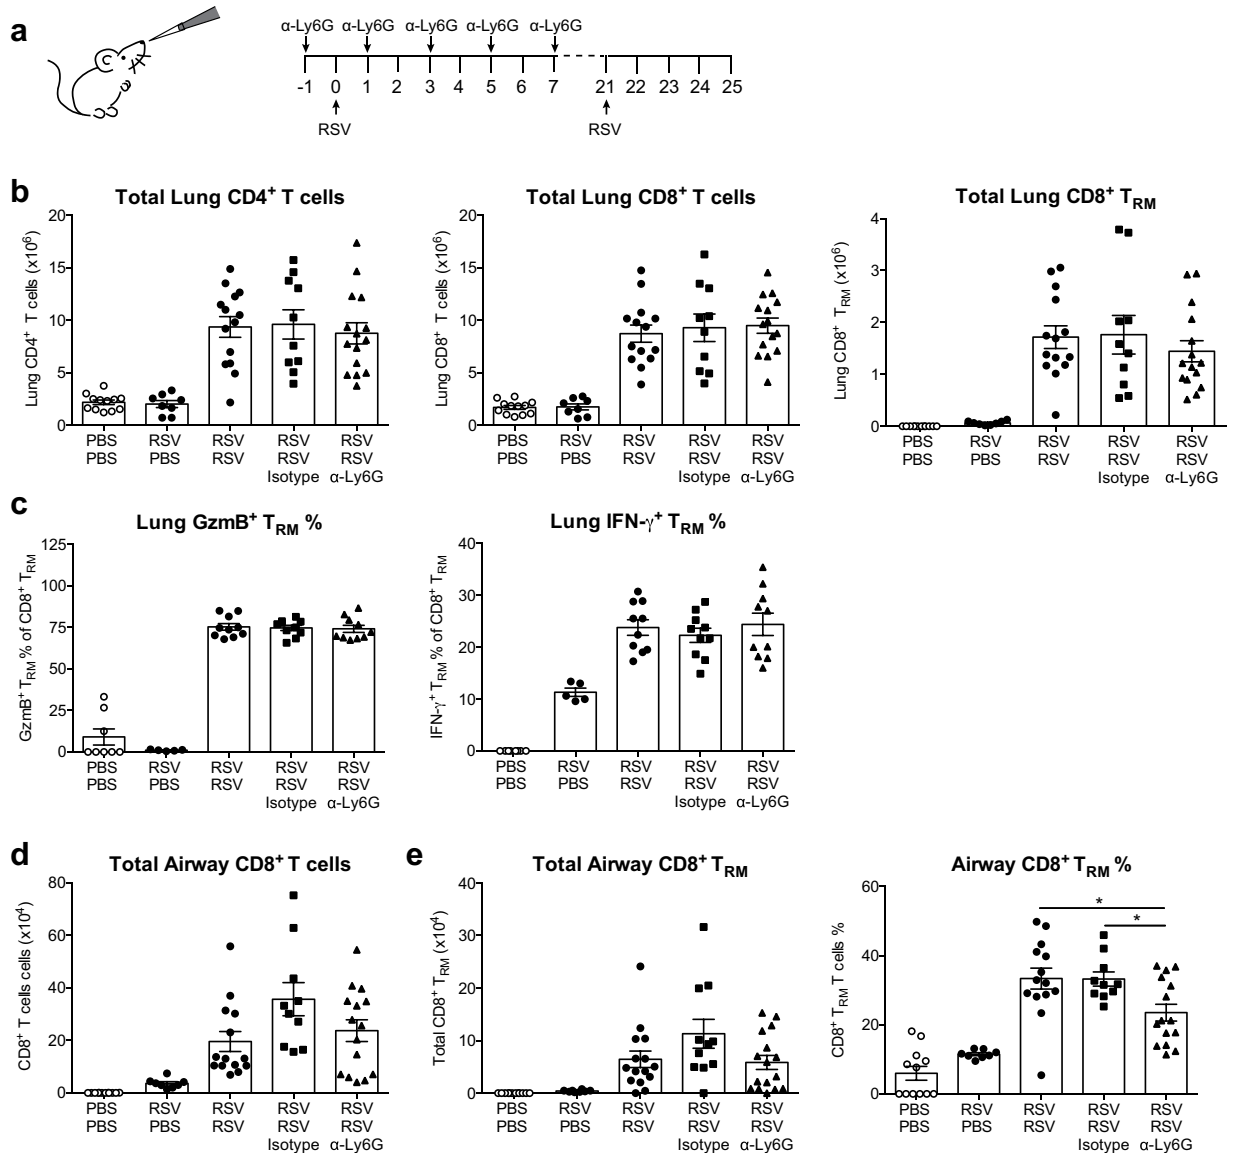 a
α-Ly6G α-Ly6G α-Ly6G α-Ly6G α-Ly6G
-1 0 1 2 3 4 5 6 7 21 22 23 24 25
RSV RSV
b
Total Lung CD4⁺ T cells
Lung CD4⁺ T cells (x10⁶)
20
15
10
5
0
PBS RSV RSV RSV RSV
PBS PBS RSV RSV RSV
Isotype α-Ly6G
Total Lung CD8⁺ T cells
Lung CD8⁺ T cells (x10⁶)
20
15
10
5
0
PBS RSV RSV RSV RSV
PBS PBS RSV RSV RSV
Isotype α-Ly6G
Total Lung CD8⁺ T_RM
Lung CD8⁺ T_RM (x10⁶)
4
3
2
1
0
PBS RSV RSV RSV RSV
PBS PBS RSV RSV RSV
Isotype α-Ly6G
c
Lung GzmB⁺ T_RM %
GzmB⁺ T_RM % of CD8⁺ T_RM
125
100
75
50
25
0
PBS RSV RSV RSV RSV
PBS PBS RSV RSV RSV
Isotype α-Ly6G
Lung IFN-γ⁺ T_RM %
IFN-γ⁺ T_RM % of CD8⁺ T_RM
40
30
20
10
0
PBS RSV RSV RSV RSV
PBS PBS RSV RSV RSV
Isotype α-Ly6G
d
Total Airway CD8⁺ T cells
CD8⁺ T cells cells (x10⁴)
80
60
40
20
0
PBS RSV RSV RSV RSV
PBS PBS RSV RSV RSV
Isotype α-Ly6G
e
Total Airway CD8⁺ T_RM
Total CD8⁺ T_RM (x10⁴)
40
30
20
10
0
PBS RSV RSV RSV RSV
PBS PBS RSV RSV RSV
Isotype α-Ly6G
Airway CD8⁺ T_RM %
CD8⁺ T_RM T cells %
60
40
20
0
*
*
PBS RSV RSV RSV RSV
PBS PBS RSV RSV RSV
Isotype α-Ly6G